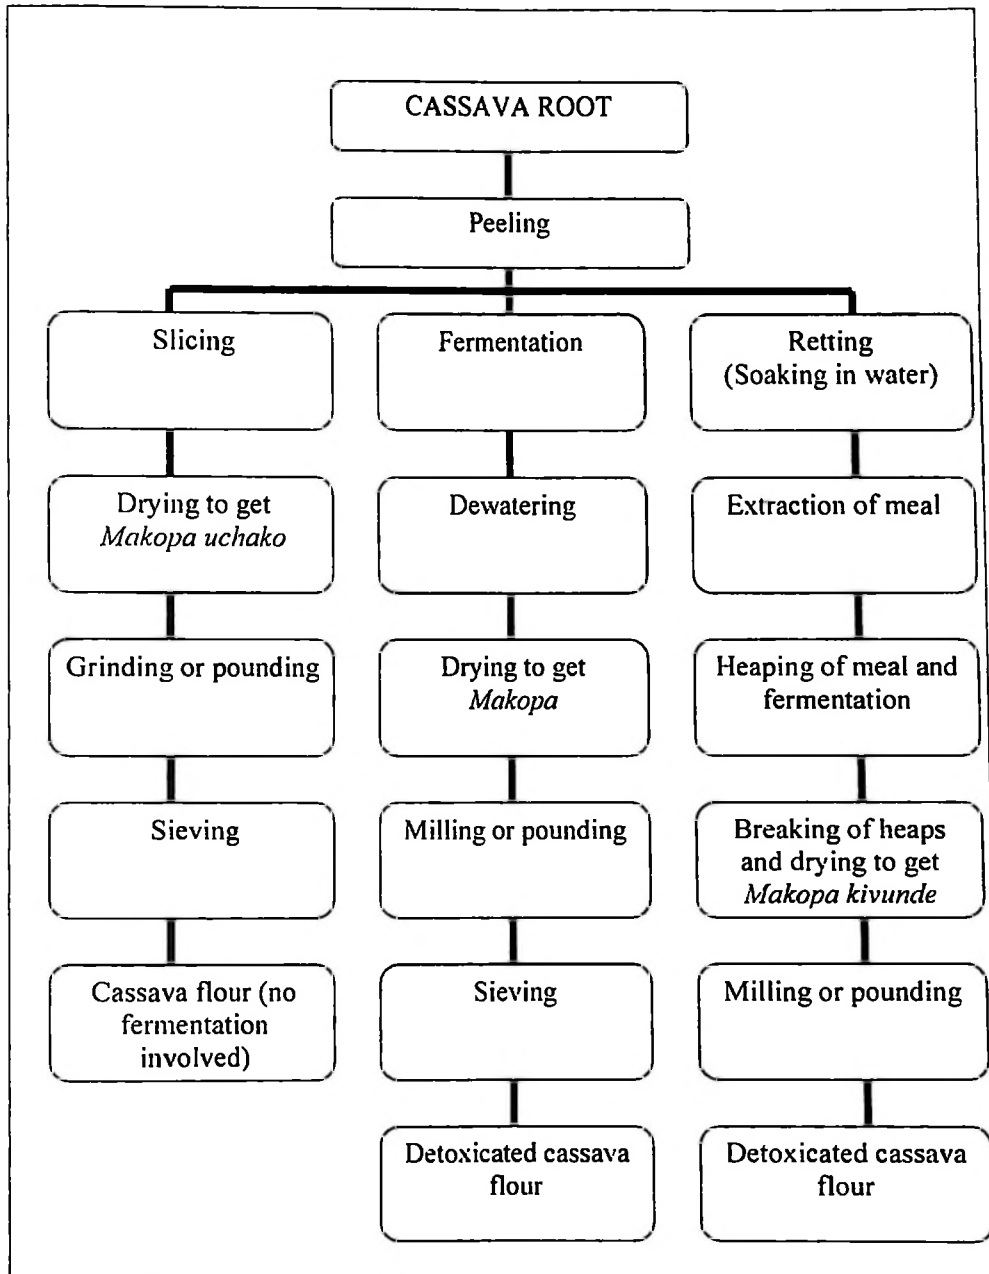 CASSAVA ROOT
Peeling
Slicing
Drying to get
Makopa uchako
Grinding or pounding
Sieving
Cassava flour (no
fermentation
involved)
Fermentation
Dewatering
Drying to get
Makopa
Milling or pounding
Sieving
Detoxicated cassava
flour
Retting
(Soaking in water)
Extraction of meal
Heaping of meal and
fermentation
Breaking of heaps
and drying to get
Makopa kivunde
Milling or pounding
Detoxicated cassava
flour